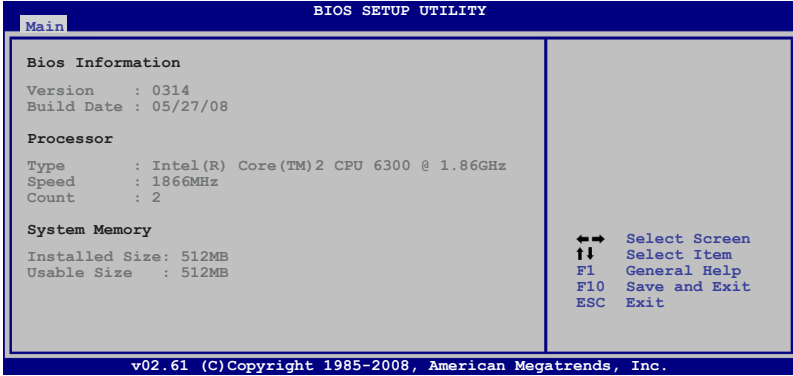 BIOS SETUP UTILITY
Main
Bios Information
Version : 0314
Build Date : 05/27/08
Processor
Type : Intel(R) Core(TM)2 CPU 6300 @ 1.86GHz
Speed : 1866MHz
Count : 2
System Memory
Installed Size: 512MB
Usable Size : 512MB
←→ Select Screen
↑↓ Select Item
F1 General Help
F10 Save and Exit
ESC Exit
v02.61 (C)Copyright 1985-2008, American Megatrends, Inc.